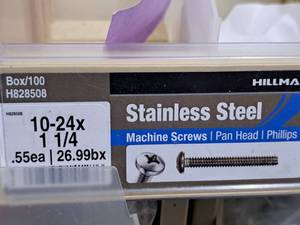 Box/100
H828508
HILLMA
H828508
10-24x
1 1/4
.55ea | 26.99bx
Stainless Steel
Machine Screws | Pan Head | Phillips